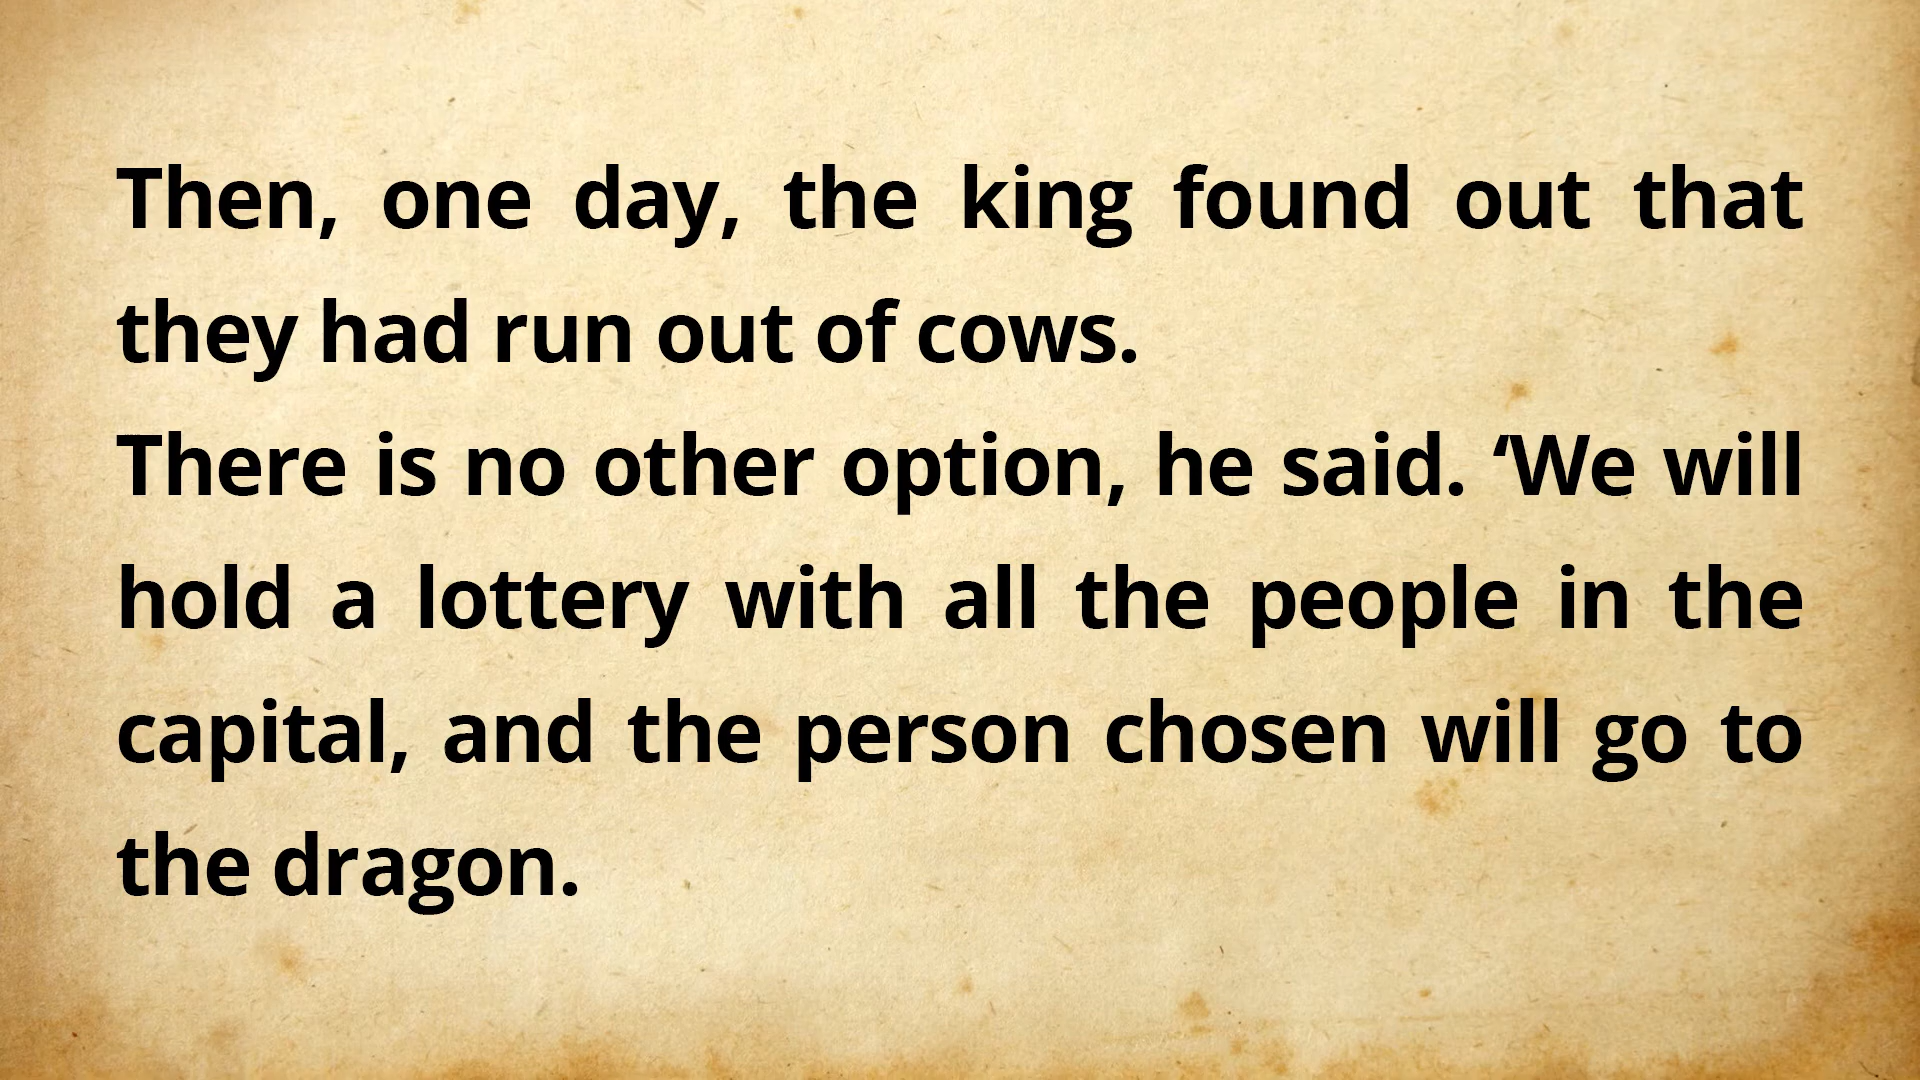 Then, one day, the king found out that
they had run out of cows.
There is no other option, he said. ‘We will
hold a lottery with all the people in the
capital, and the person chosen will go to
the dragon.